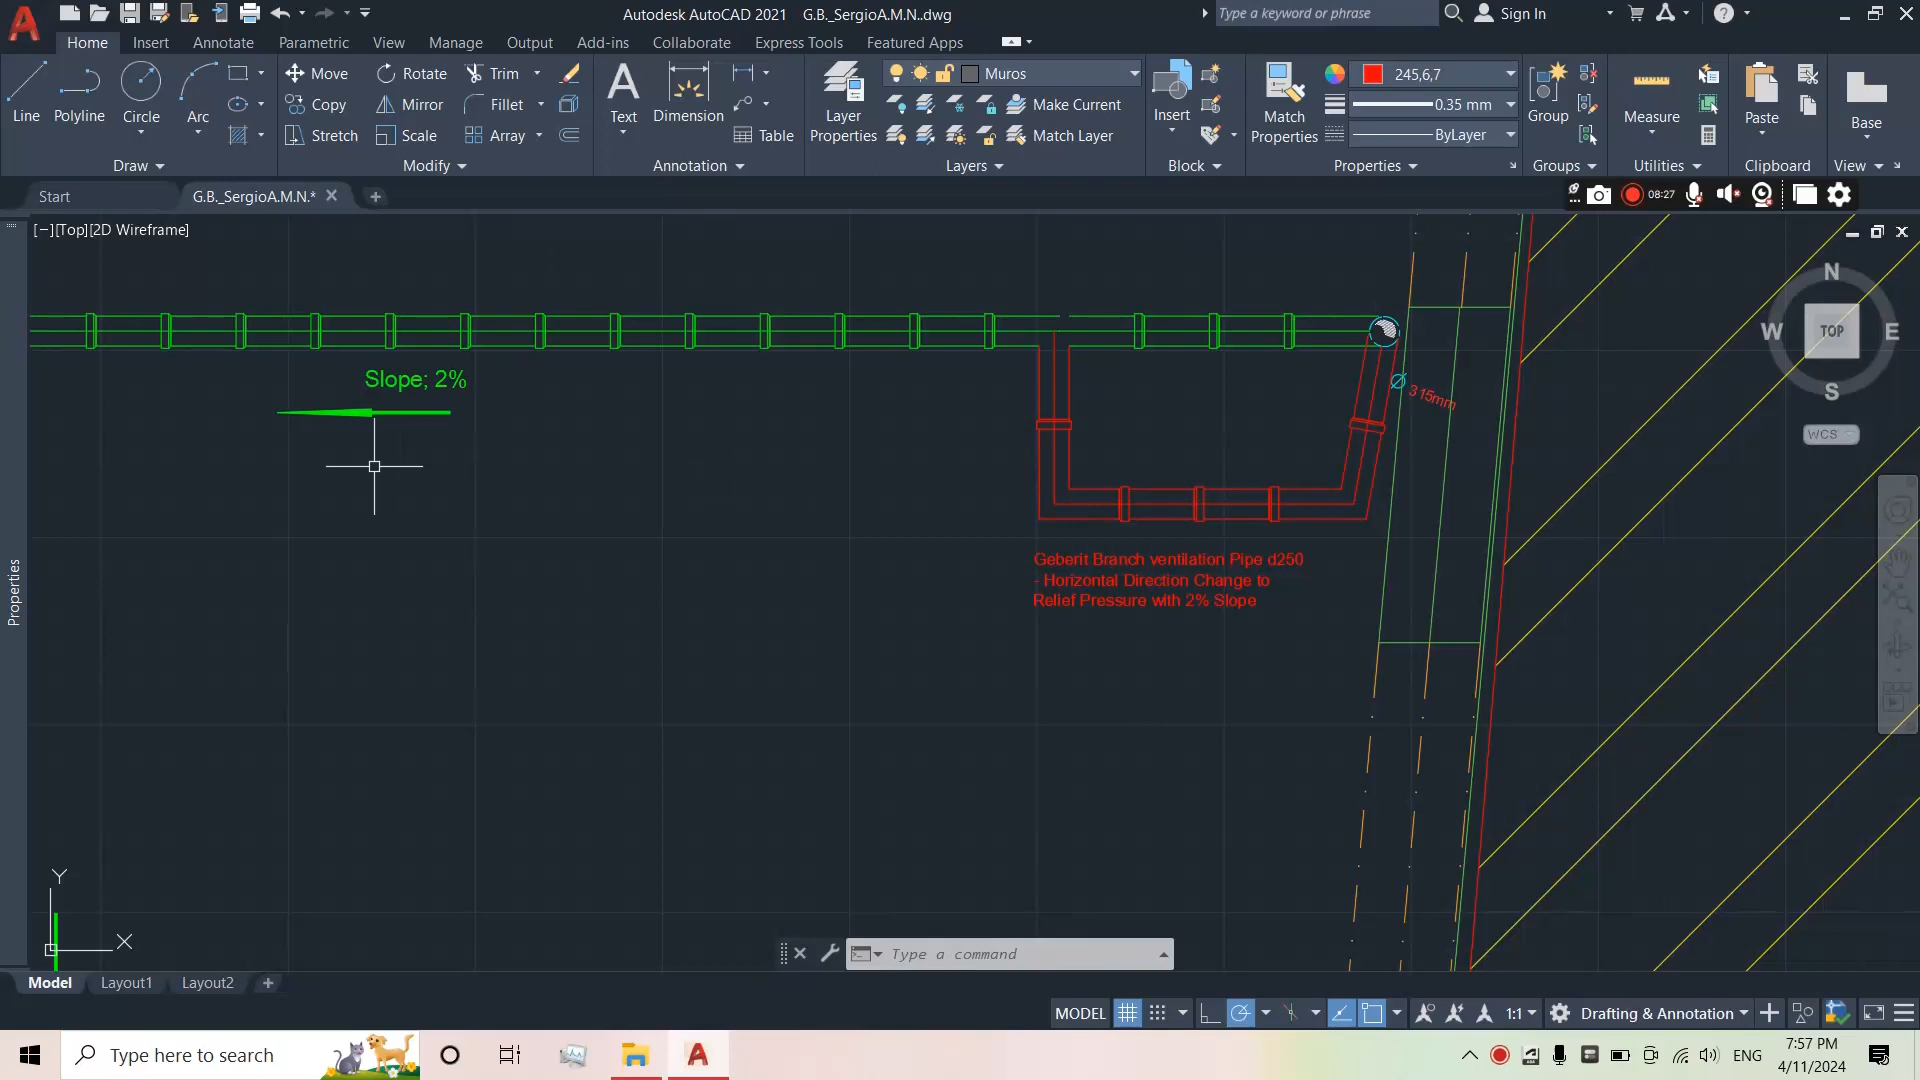 Autodesk AutoCAD 2021 G.B._SergioA.M.N..dwg
Type a keyword or phrase
Sign In
Home Insert Annotate Parametric View Manage Output Add-ins Collaborate Express Tools Featured Apps
Line
Polyline
Circle
Arc
Draw
Move
Rotate
Trim
Copy
Mirror
Fillet
Stretch
Scale
Array
Modify
Text
Dimension
Table
Annotation
Layer
Properties
Muros
Make Current
Match Layer
Layers
Insert
Block
Match
Properties
245,6,7
0.35 mm
ByLayer
Properties
Group
Groups
Measure
Utilities
Paste
Clipboard
Base
View
Start
G.B._SergioA.M.N.*
08:27
[−][Top][2D Wireframe]
N
W TOP E
S
WCS
Slope; 2%
Ø 315mm
Geberit Branch ventilation Pipe d250
- Horizontal Direction Change to
Relief Pressure with 2% Slope
Properties
Y
X
Type a command
Model Layout1 Layout2
MODEL
1:1
Drafting & Annotation
Type here to search
ENG
7:57 PM
4/11/2024